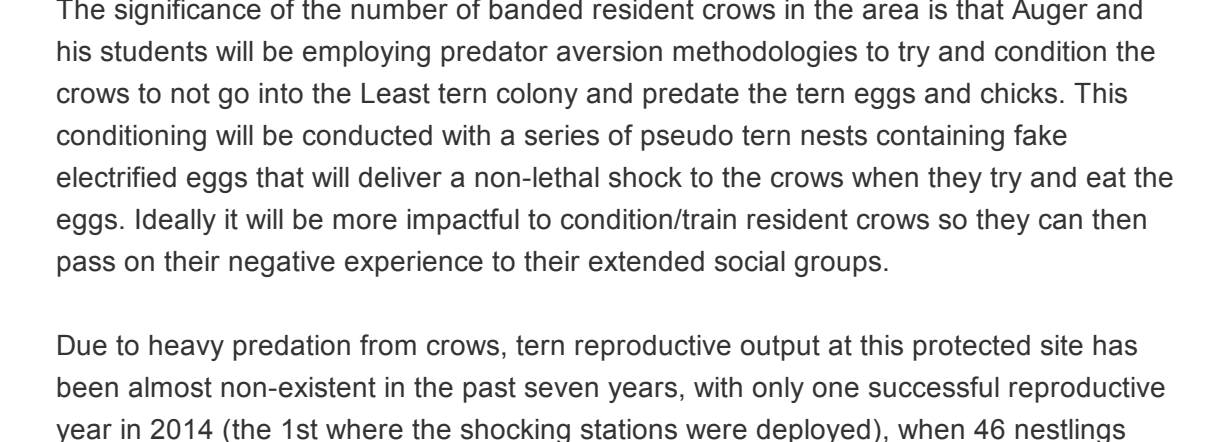 The significance of the number of banded resident crows in the area is that Auger and
his students will be employing predator aversion methodologies to try and condition the
crows to not go into the Least tern colony and predate the tern eggs and chicks. This
conditioning will be conducted with a series of pseudo tern nests containing fake
electrified eggs that will deliver a non-lethal shock to the crows when they try and eat the
eggs. Ideally it will be more impactful to condition/train resident crows so they can then
pass on their negative experience to their extended social groups.
Due to heavy predation from crows, tern reproductive output at this protected site has
been almost non-existent in the past seven years, with only one successful reproductive
year in 2014 (the 1st where the shocking stations were deployed), when 46 nestlings